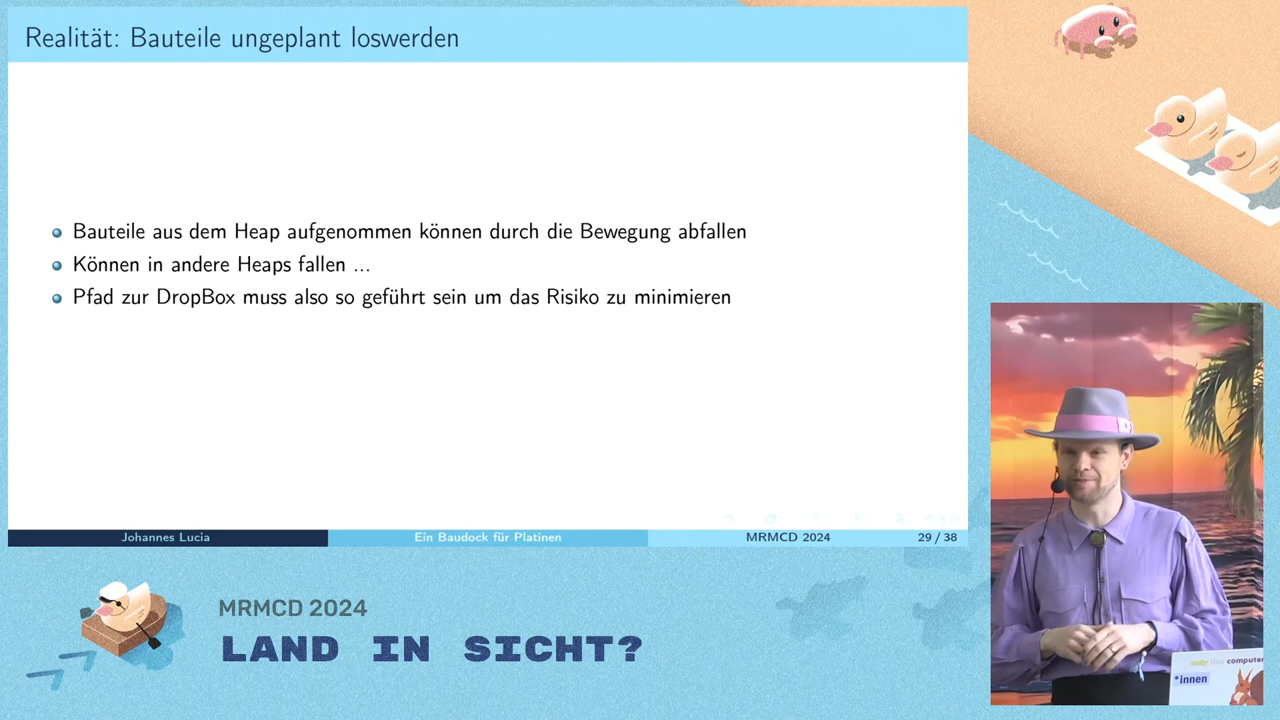 Realität: Bauteile ungeplant loswerden
Bauteile aus dem Heap aufgenommen können durch die Bewegung abfallen
Können in andere Heaps fallen ...
Pfad zur DropBox muss also so geführt sein um das Risiko zu minimieren
Johannes Lucia
Ein Baudock für Platinen
MRMCD 2024
29 / 38
MRMCD 2024
LAND IN SICHT?
computer
*innen